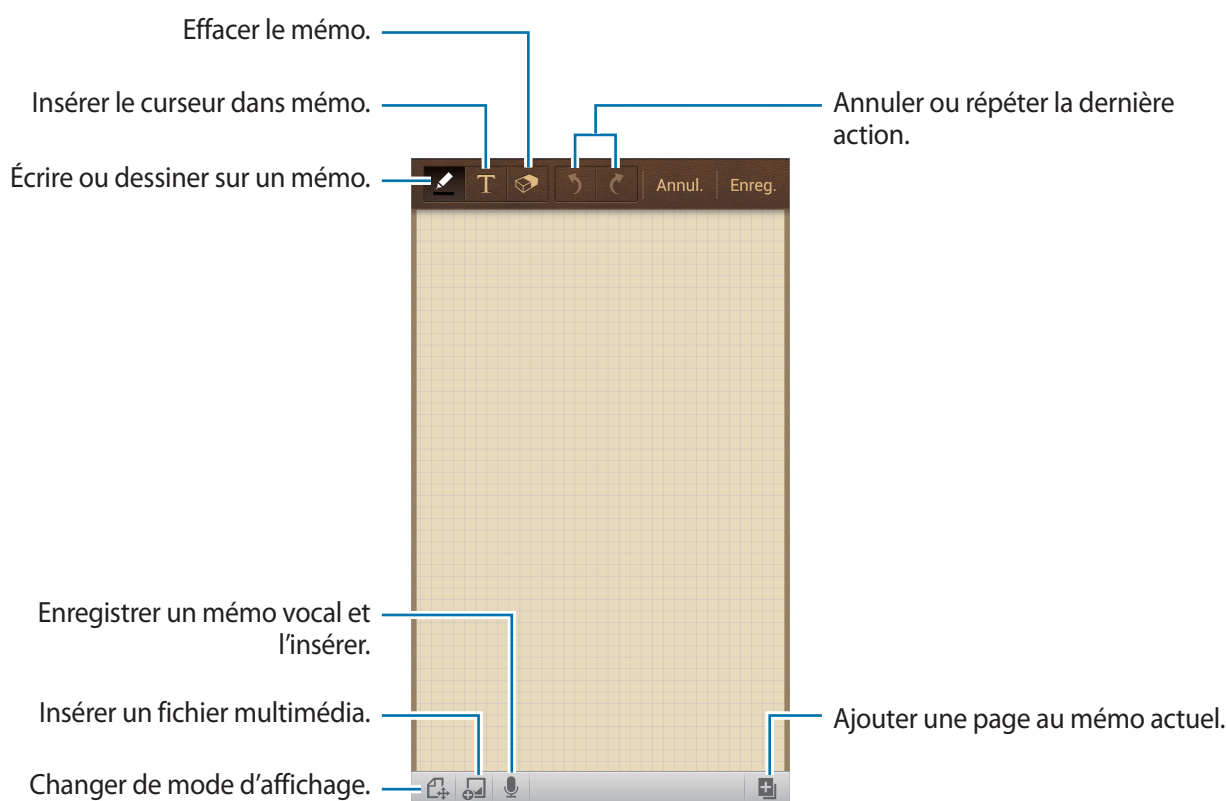 Effacer le mémo.
Insérer le curseur dans mémo.
Écrire ou dessiner sur un mémo.
Annuler ou répéter la dernière
action.
T
Annul.
Enreg.
Enregistrer un mémo vocal et
l’insérer.
Insérer un fichier multimédia.
Changer de mode d’affichage.
Ajouter une page au mémo actuel.